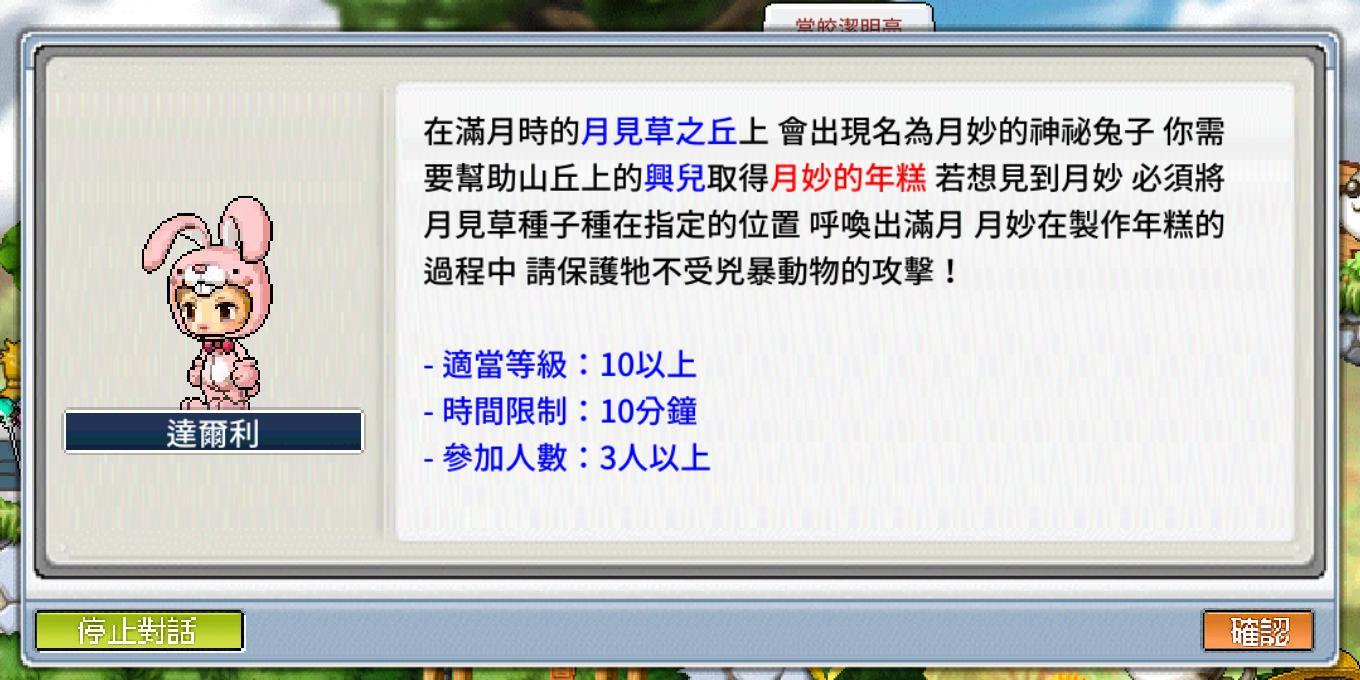 當皎潔明亮
在滿月時的月見草之丘上 會出現名為月妙的神祕兔子 你需
要幫助山丘上的興兒取得月妙的年糕 若想見到月妙 必須將
月見草種子種在指定的位置 呼喚出滿月 月妙在製作年糕的
過程中 請保護牠不受兇暴動物的攻擊！
- 適當等級：10以上
- 時間限制：10分鐘
- 參加人數：3人以上
達爾利
停止對話
確認